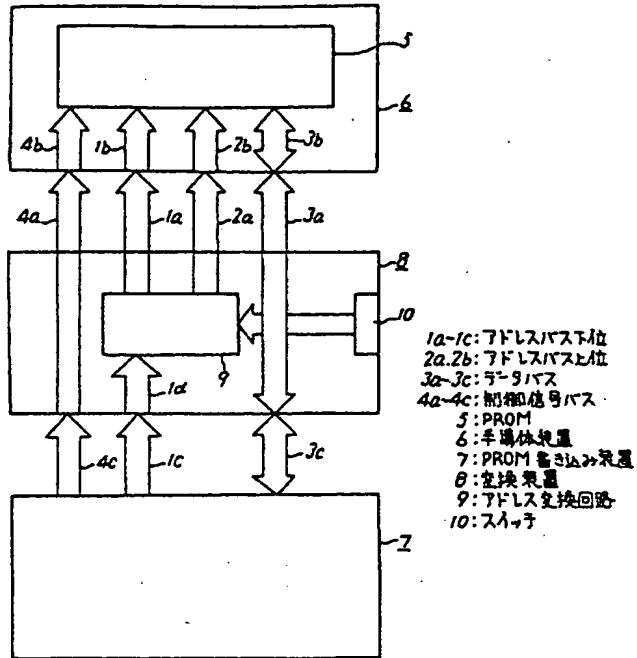 5
6
4b
1b
2b
3b
4a
1a
2a
3a
8
10
9
1d
4c
1c
3c
7
1a~1c:アドレスバス下位
2a.2b:アドレスバス上位
3a~3c:データバス
4a~4c:制御信号バス
5:PROM
6:半導体装置
7:PROM書き込み装置
8:変換装置
9:アドレス変換回路
10:スイッチ